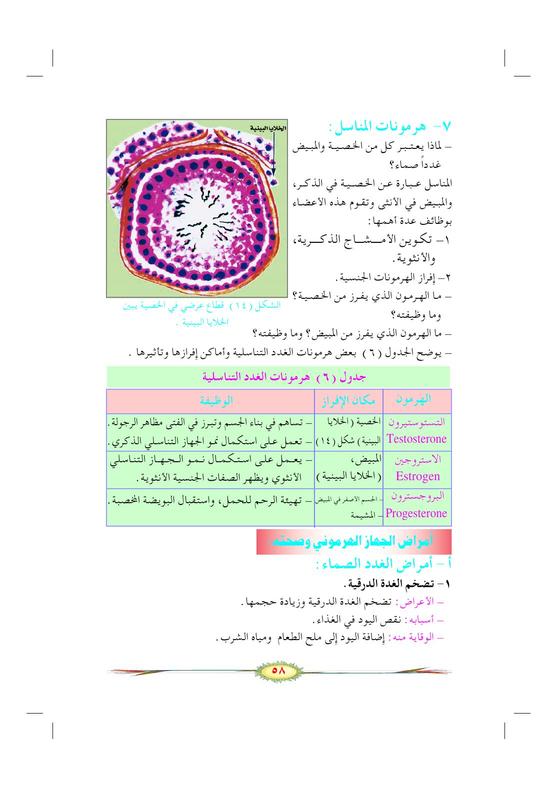 ٧- هرمونات المناسل :
– لماذا يعتبر كل من الخصية والمبيض
غدداً صماء؟
المناسل عبارة عن الخصية في الذكر،
والمبيض في الأنثى وتقوم هذه الأعضاء
بوظائف عدة أهمها:
١– تكوين الأمشاج الذكرية،
والأنثوية.
٢– إفراز الهرمونات الجنسية.
– ما الهرمون الذي يفرز من الخصية؟
وما وظيفته؟
الخلايا البينية
الشكل ( ١٤ ) قطاع عرضي في الخصية يبين
الخلايا البينية .
– ما الهرمون الذي يفرز من المبيض؟ وما وظيفته؟
– يوضح الجدول ( ٦ ) بعض هرمونات الغدد التناسلية وأماكن إفرازها وتأثيرها .
جدول ( ٦ ) هرمونات الغدد التناسلية
الهرمون مكان الإفراز الوظيفة
التستوستيرون الخصية ( الخلايا – تساهم في بناء الجسم وتبرز في الفتى مظاهر الرجولة.
Testosterone البينية ) شكل ( ١٤ ) – تعمل على استكمال نمو الجهاز التناسلي الذكري.
الاستروجين المبيض، – يعمل على استكمال نمو الجهاز التناسلي
Estrogen ( الخلايا البينية ) الأنثوي ويظهر الصفات الجنسية الأنثوية.
البروجسترون – الجسم الأصفر في المبيض – تهيئة الرحم للحمل، واستقبال البويضة المخصبة.
Progesterone – المشيمة
أمراض الجهاز الهرموني وصحته
أ – أمراض الغدد الصماء :
١– تضخم الغدة الدرقية.
– الأعراض: تضخم الغدة الدرقية وزيادة حجمها.
– أسبابه: نقص اليود في الغذاء.
– الوقاية منه: إضافة اليود إلى ملح الطعام ومياه الشرب.
٥٨